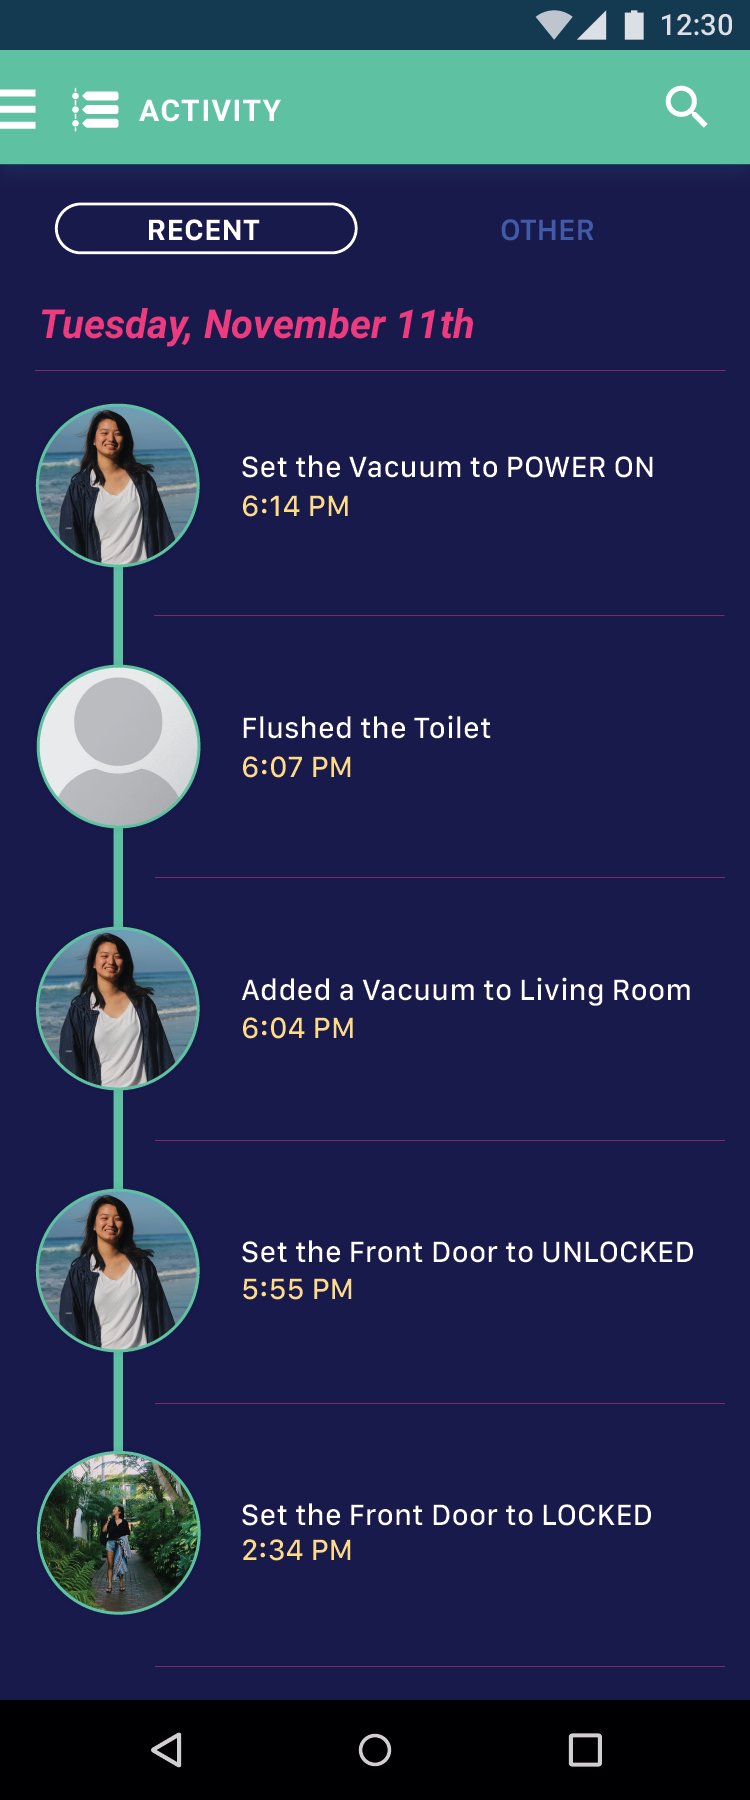 12:30
ACTIVITY
RECENT
OTHER
Tuesday, November 11th
Set the Vacuum to POWER ON
6:14 PM
Flushed the Toilet
6:07 PM
Added a Vacuum to Living Room
6:04 PM
Set the Front Door to UNLOCKED
5:55 PM
Set the Front Door to LOCKED
2:34 PM